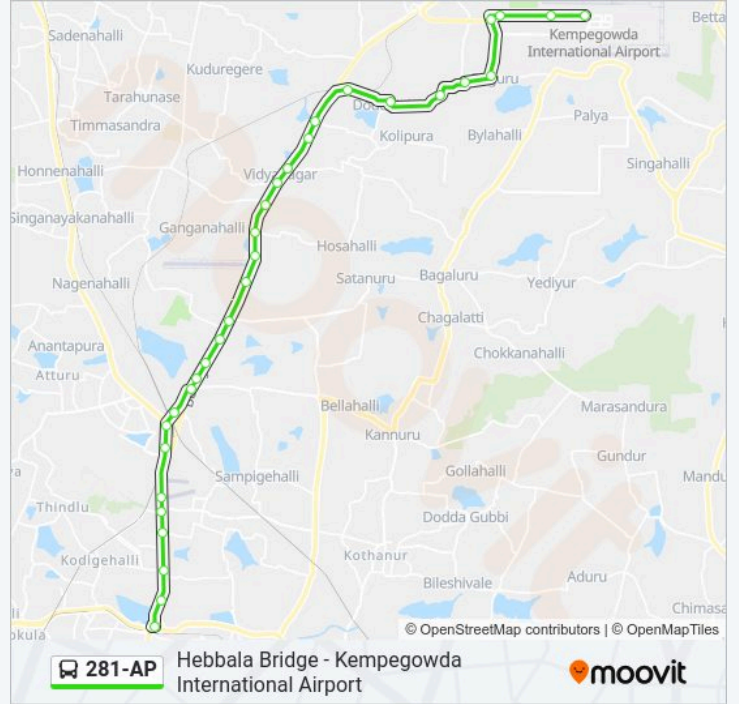 Betta
Sadenahalli
Kempegowda
International Airport
Kuduregere
Tarahunase
Timmasandra
Palya
Kolipura
Bylahalli
Singahalli
Honnenahalli
Singanayakanahalli
Ganganahalli
Hosahalli
Nagenahalli
Satanuru
Bagaluru
Yediyur
Chagalatti
Anantapura
Chokkanahalli
Atturu
Bellahalli
Marasandura
Kannuru
Gundur
Sampigehalli
Gollahalli
Mandu
Thindlu
Dodda Gubbi
Kodigehalli
Kothanur
Bileshivale
Aduru
Chimasa
okula
© OpenStreetMap contributors | © OpenMapTiles
281-AP
Hebbala Bridge - Kempegowda
International Airport
moovit